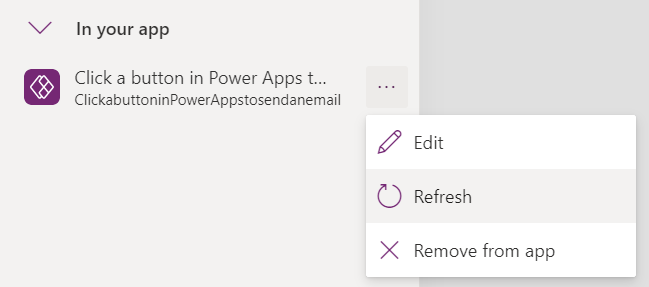 In your app
Click a button in Power Apps t...
ClickabuttoninPowerAppstosendanemail
...
Edit
Refresh
Remove from app